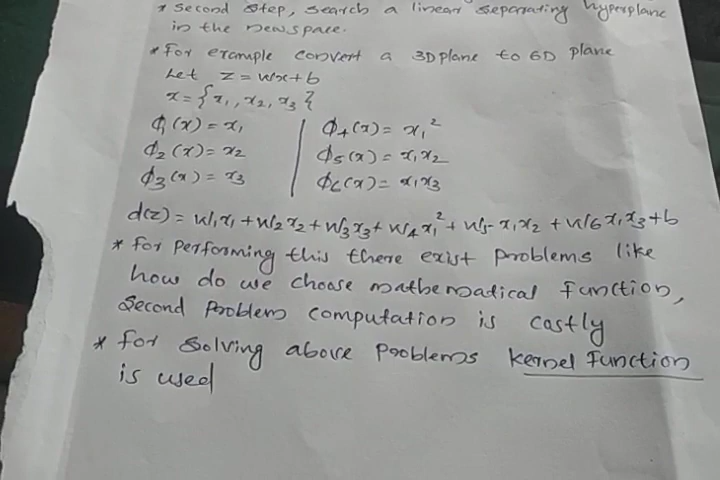 * second step, search a linear seperating hyperplane
in the new space.
* For example convert a 3D plane to 6D plane
Let z = wx+b
x = {x₁, x₂, x₃}
φ₁(x) = x₁ | φ₄(x) = x₁²
φ₂(x) = x₂ | φ₅(x) = x₁x₂
φ₃(x) = x₃ | φ₆(x) = x₁x₃
d(z) = w₁x₁ + w₂x₂ + w₃x₃ + w₄x₁² + w₅x₁x₂ + w₆x₁x₃ + b
* for performing this there exist problems like
how do we choose mathematical function,
second problem computation is costly
* for solving above problems kernel function
is used